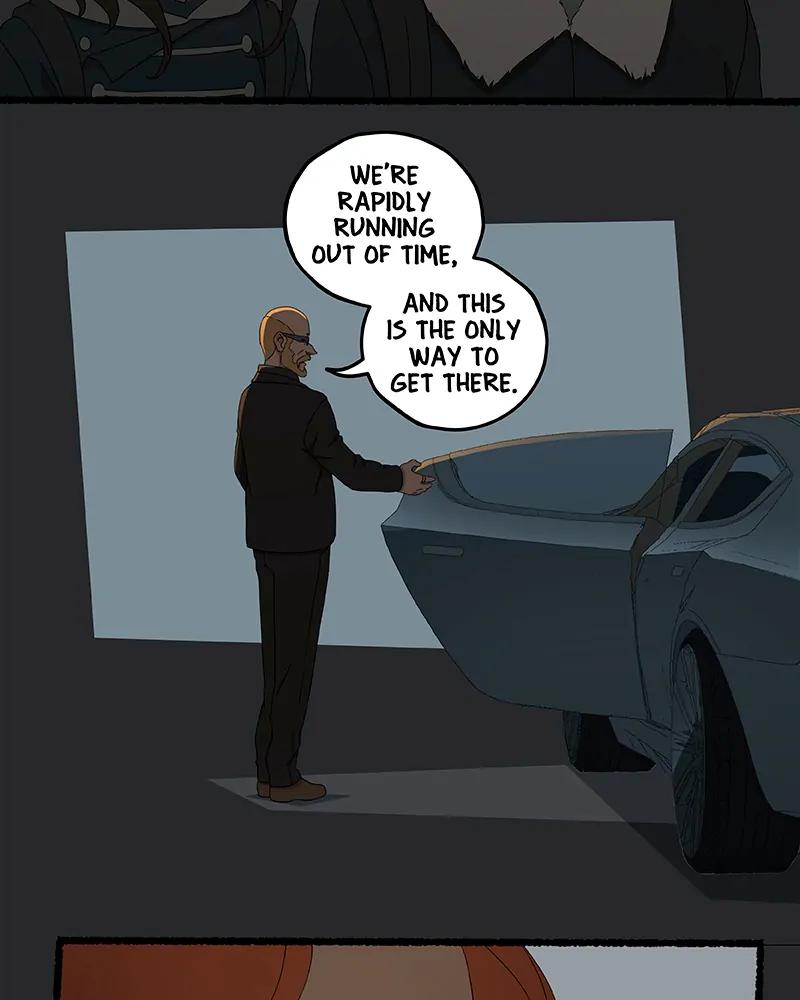 WE'RE
RAPIDLY
RUNNING
OUT OF TIME,
AND THIS
IS THE ONLY
WAY TO
GET THERE.